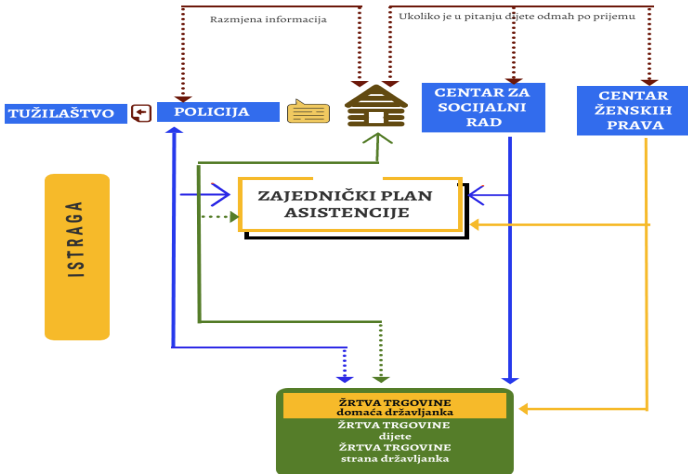 Razmjena informacija
Ukoliko je u pitanju dijete odmah po prijemu
TUŽILAŠTVO
POLICIJA
CENTAR ZA
SOCIJALNI
RAD
CENTAR
ŽENSKIH
PRAVA
ISTRAGA
ZAJEDNIČKI PLAN
ASISTENCIJE
ŽRTVA TRGOVINE
domaća državljanka
ŽRTVA TRGOVINE
dijete
ŽRTVA TRGOVINE
strana državljanka